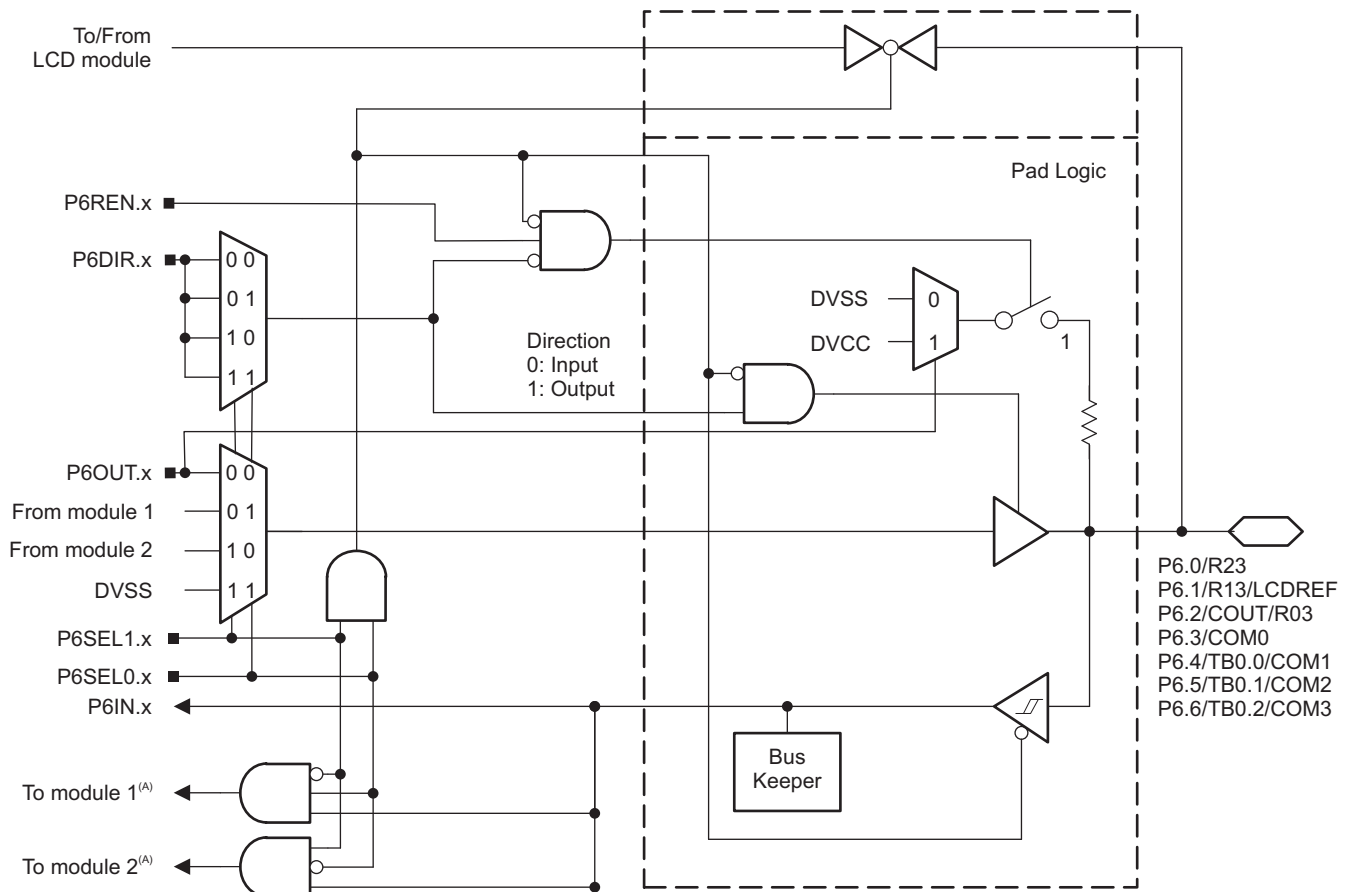 To/From
LCD module
Pad Logic
P6REN.x
P6DIR.x
0 0
0 1
1 0
1 1
Direction
0: Input
1: Output
DVSS
0
DVCC
1
1
P6OUT.x
0 0
From module 1
0 1
From module 2
1 0
DVSS
1 1
P6SEL1.x
P6SEL0.x
P6IN.x
Bus
Keeper
To module 1(A)
To module 2(A)
P6.0/R23
P6.1/R13/LCDREF
P6.2/COUT/R03
P6.3/COM0
P6.4/TB0.0/COM1
P6.5/TB0.1/COM2
P6.6/TB0.2/COM3